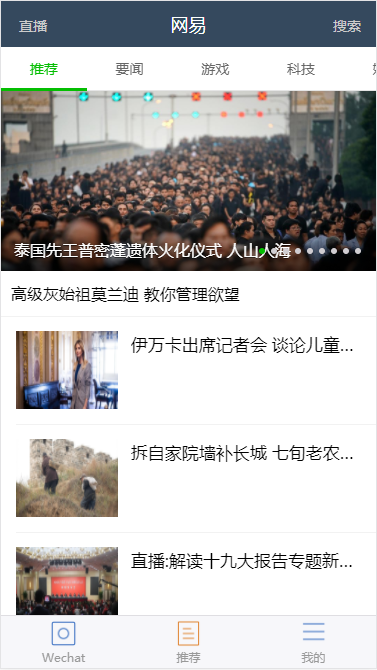 直播 网易 搜索
推荐 要闻 游戏 科技
泰国先王普密蓬遗体火化仪式 人山人海
高级灰始祖莫兰迪 教你管理欲望
伊万卡出席记者会 谈论儿童...
拆自家院墙补长城 七旬老农...
直播:解读十九大报告专题新...
Wechat 推荐 我的